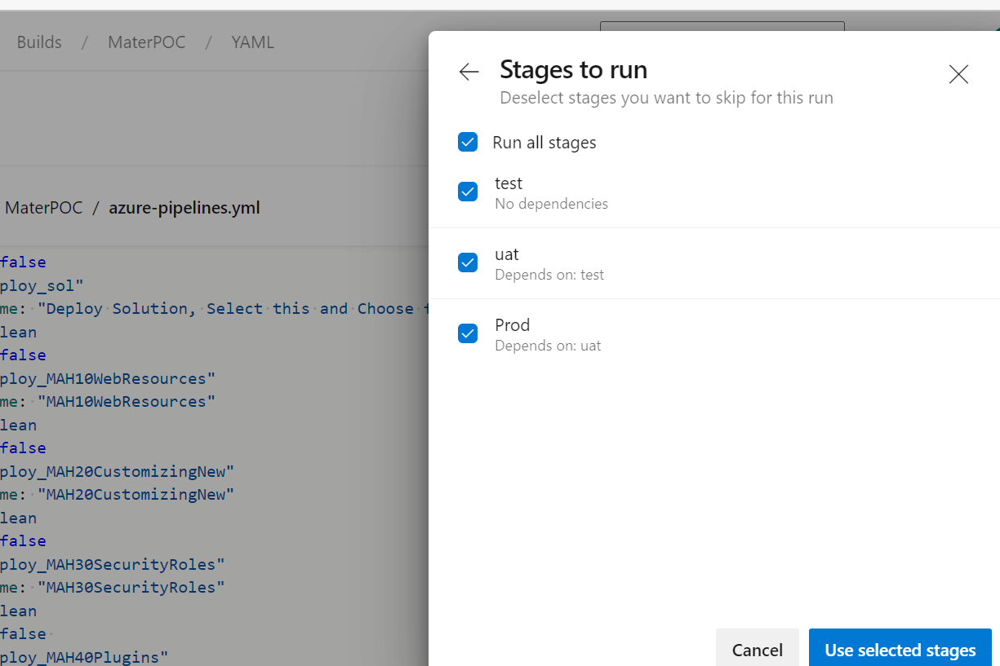 Builds / MaterPOC / YAML
MaterPOC / azure-pipelines.yml
false
ploy_sol"
me: "Deploy Solution, Select this and Choose f
lean
false
ploy_MAH10WebResources"
me: "MAH10WebResources"
lean
false
ploy_MAH20CustomizingNew"
me: "MAH20CustomizingNew"
lean
false
ploy_MAH30SecurityRoles"
me: "MAH30SecurityRoles"
lean
false
ploy_MAH40Plugins"
Stages to run
Deselect stages you want to skip for this run
Run all stages
test
No dependencies
uat
Depends on: test
Prod
Depends on: uat
Cancel
Use selected stages